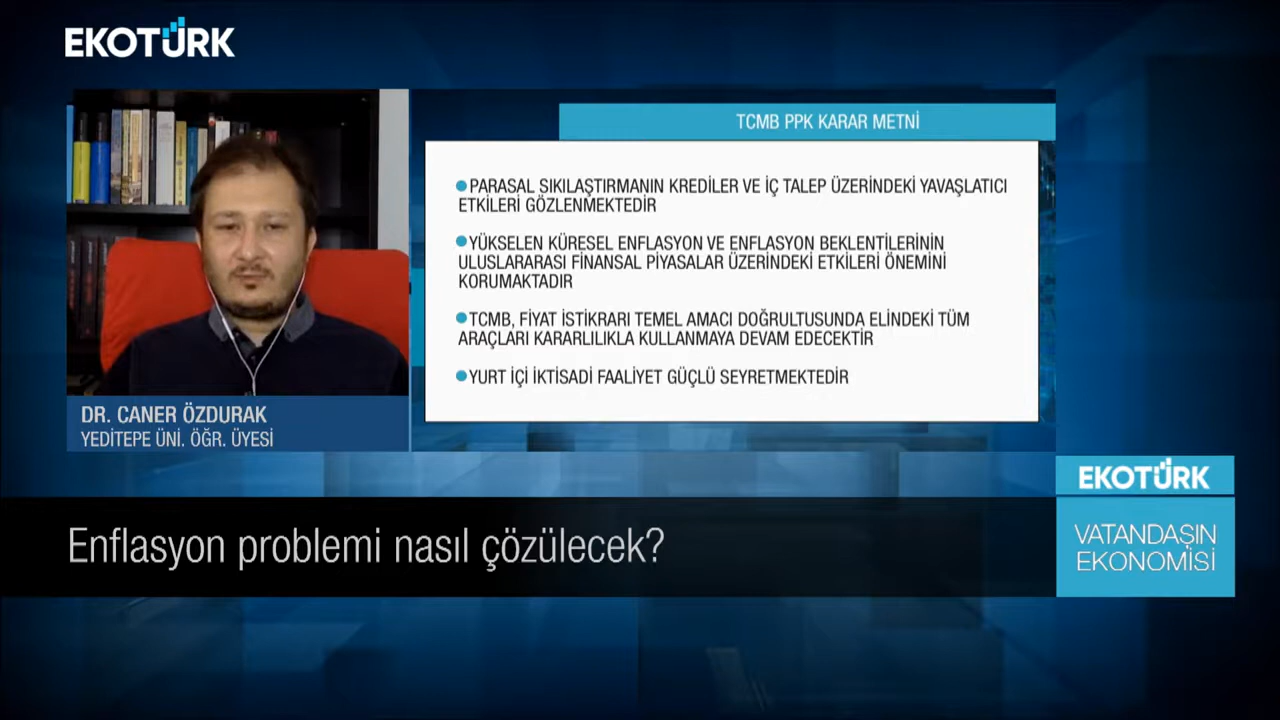 EKOTÜRK
TCMB PPK KARAR METNİ
PARASAL SIKILAŞTIRMANIN KREDİLER VE İÇ TALEP ÜZERİNDEKİ YAVAŞLATICI
ETKİLERİ GÖZLENMEKTEDİR
YÜKSELEN KÜRESEL ENFLASYON VE ENFLASYON BEKLENTİLERİNİN
ULUSLARARASI FİNANSAL PİYASALAR ÜZERİNDEKİ ETKİLERİ ÖNEMİNİ
KORUMAKTADIR
TCMB, FİYAT İSTİKRARI TEMEL AMACI DOĞRULTUSUNDA ELİNDEKİ TÜM
ARAÇLARI KARARLILIKLA KULLANMAYA DEVAM EDECEKTİR
YURT İÇİ İKTİSADİ FAALİYET GÜÇLÜ SEYRETMEKTEDİR
DR. CANER ÖZDURAK
YEDİTEPE ÜNİ. ÖĞR. ÜYESİ
EKOTÜRK
Enflasyon problemi nasıl çözülecek?
VATANDAŞIN
EKONOMİSİ